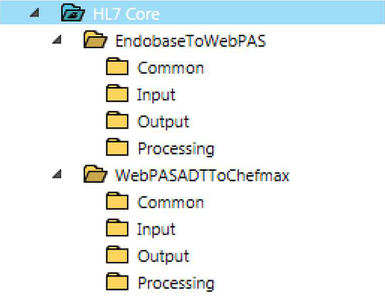 HL7 Core
EndobaseToWebPAS
Common
Input
Output
Processing
WebPASADTToChefmax
Common
Input
Output
Processing